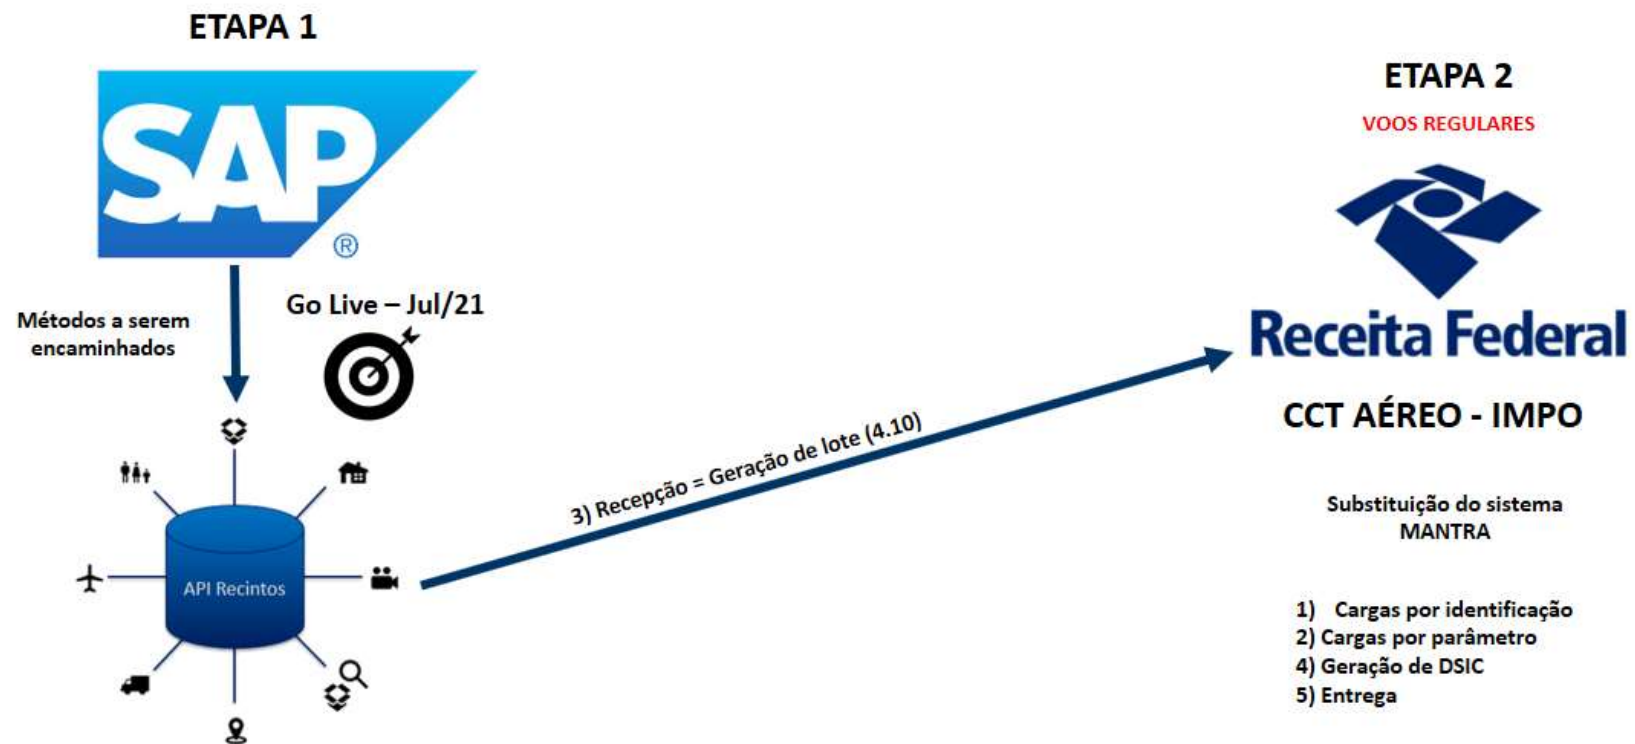 ETAPA 1
SAP
®
Métodos a serem
encaminhados
Go Live – Jul/21
API Recintos
3) Recepção = Geração de lote (4.10)
ETAPA 2
VOOS REGULARES
Receita Federal
CCT AÉREO - IMPO
Substituição do sistema
MANTRA
1) Cargas por identificação
2) Cargas por parâmetro
4) Geração de DSIC
5) Entrega